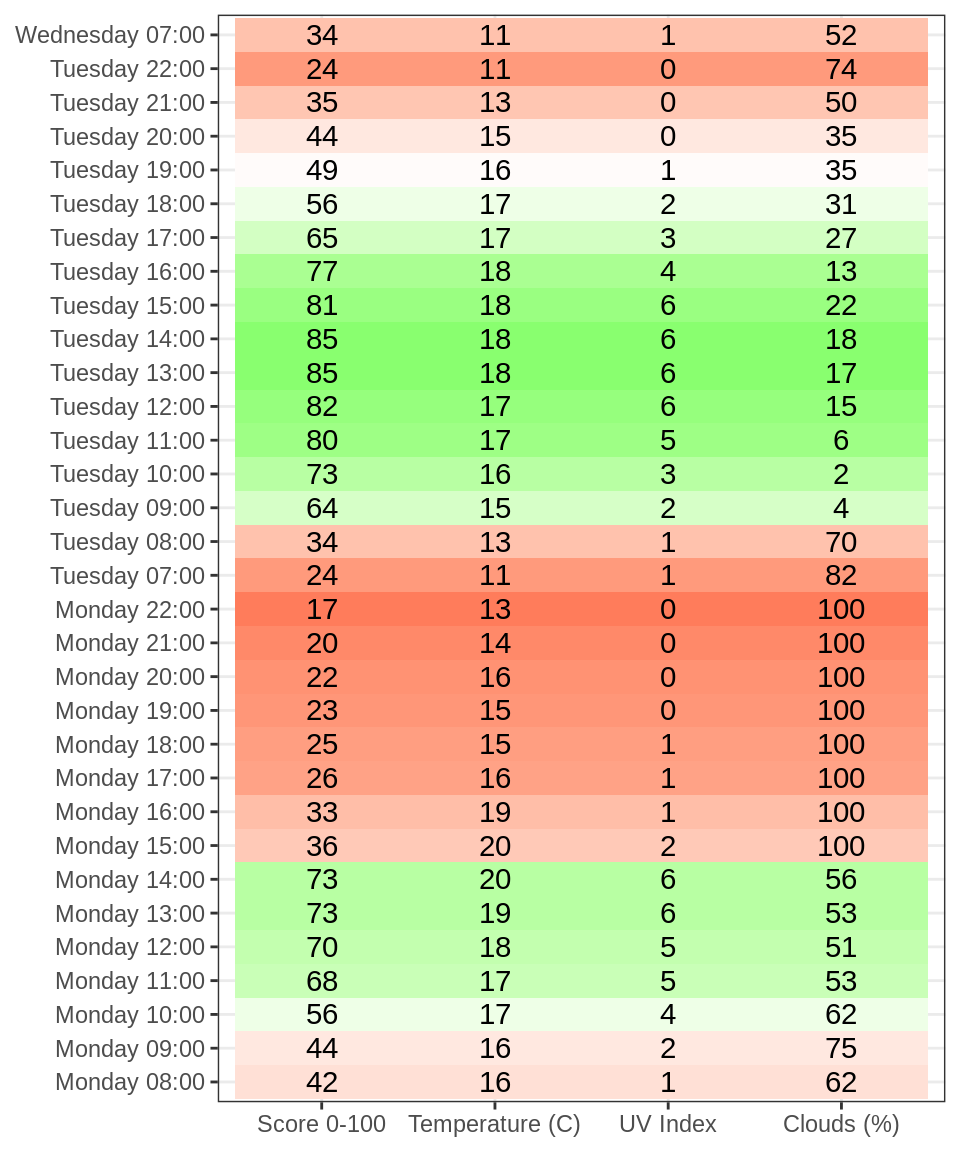 Wednesday 07:00 34 11 1 52
Tuesday 22:00 24 11 0 74
Tuesday 21:00 35 13 0 50
Tuesday 20:00 44 15 0 35
Tuesday 19:00 49 16 1 35
Tuesday 18:00 56 17 2 31
Tuesday 17:00 65 17 3 27
Tuesday 16:00 77 18 4 13
Tuesday 15:00 81 18 6 22
Tuesday 14:00 85 18 6 18
Tuesday 13:00 85 18 6 17
Tuesday 12:00 82 17 6 15
Tuesday 11:00 80 17 5 6
Tuesday 10:00 73 16 3 2
Tuesday 09:00 64 15 2 4
Tuesday 08:00 34 13 1 70
Tuesday 07:00 24 11 1 82
Monday 22:00 17 13 0 100
Monday 21:00 20 14 0 100
Monday 20:00 22 16 0 100
Monday 19:00 23 15 0 100
Monday 18:00 25 15 1 100
Monday 17:00 26 16 1 100
Monday 16:00 33 19 1 100
Monday 15:00 36 20 2 100
Monday 14:00 73 20 6 56
Monday 13:00 73 19 6 53
Monday 12:00 70 18 5 51
Monday 11:00 68 17 5 53
Monday 10:00 56 17 4 62
Monday 09:00 44 16 2 75
Monday 08:00 42 16 1 62
Score 0-100 Temperature (C) UV Index Clouds (%)